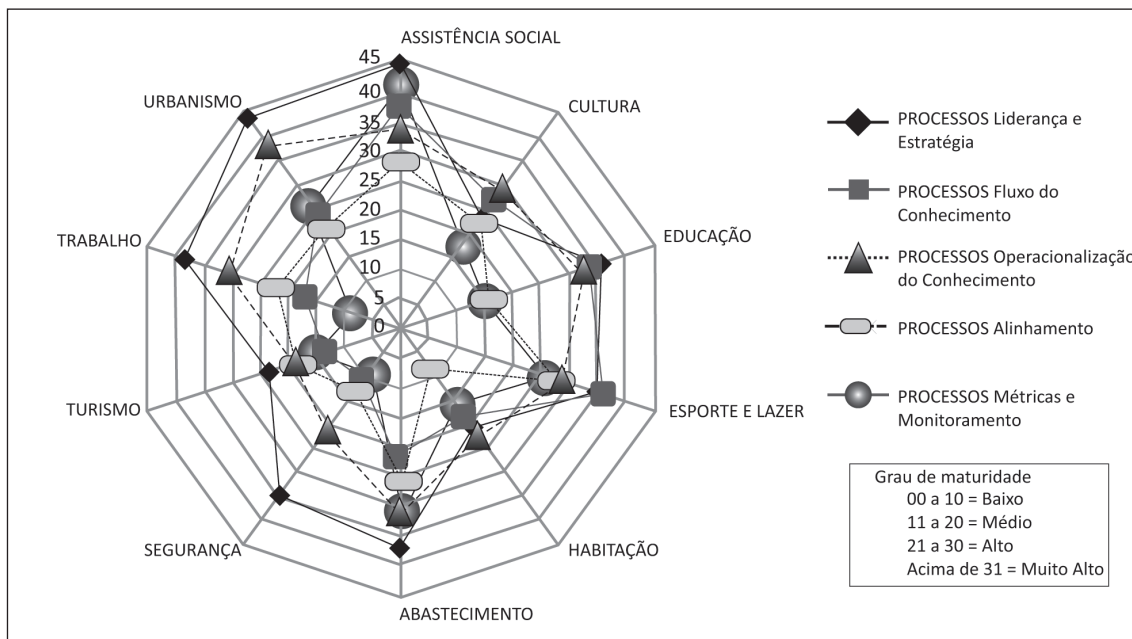 ASSISTÊNCIA SOCIAL
45
40
35
30
25
20
15
10
5
0
URBANISMO
CULTURA
TRABALHO
EDUCAÇÃO
TURISMO
ESPORTE E LAZER
SEGURANÇA
HABITAÇÃO
ABASTECIMENTO
PROCESSOS Liderança e
Estratégia
PROCESSOS Fluxo do
Conhecimento
PROCESSOS Operacionalização
do Conhecimento
PROCESSOS Alinhamento
PROCESSOS Métricas e
Monitoramento
Grau de maturidade
00 a 10 = Baixo
11 a 20 = Médio
21 a 30 = Alto
Acima de 31 = Muito Alto